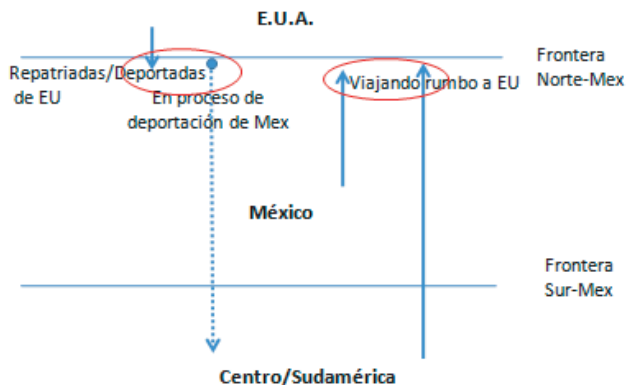 E.U.A.
Frontera
Norte-Mex
Repatriadas/Deportadas
de EU
En proceso de
deportación de Mex
Viajando rumbo a EU
México
Frontera
Sur-Mex
Centro/Sudamérica